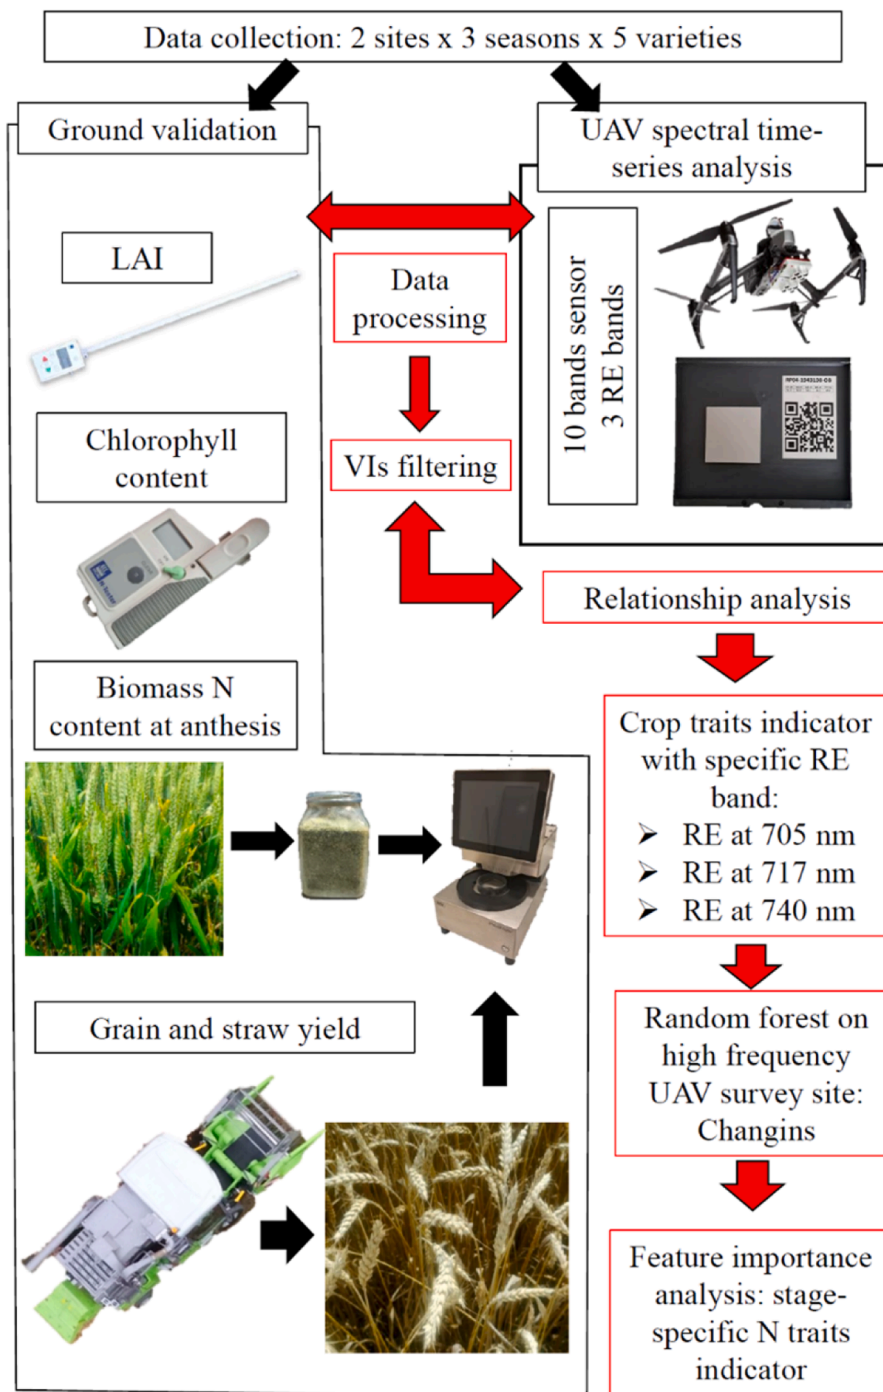 Data collection: 2 sites x 3 seasons x 5 varieties
Ground validation
UAV spectral time-
series analysis
LAI
10 bands sensor
3 RE bands
Data
processing
Chlorophyll
content
VIs filtering
Relationship analysis
Biomass N
content at anthesis
Crop traits indicator
with specific RE
band:
➢ RE at 705 nm
➢ RE at 717 nm
➢ RE at 740 nm
Grain and straw yield
Random forest on
high frequency
UAV survey site:
Changins
Feature importance
analysis: stage-
specific N traits
indicator